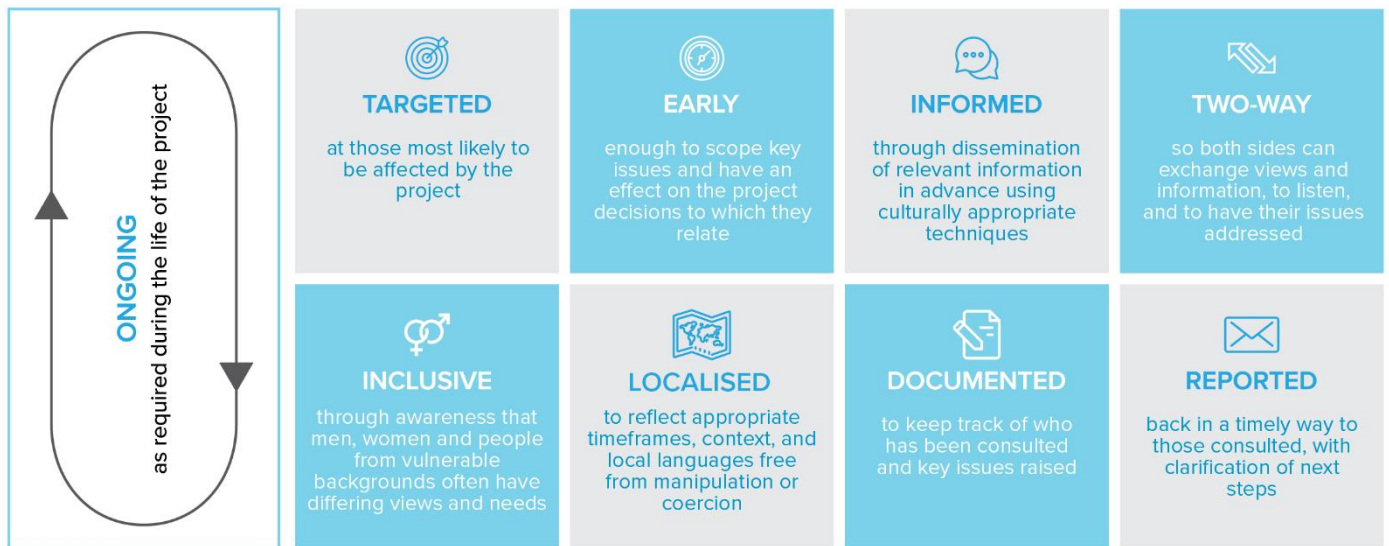 ONGOING
as required during the life of the project
TARGETED
at those most likely to
be affected by the
project
EARLY
enough to scope key
issues and have an
effect on the project
decisions to which they
relate
INFORMED
through dissemination
of relevant information
in advance using
culturally appropriate
techniques
TWO-WAY
so both sides can
exchange views and
information, to listen,
and to have their issues
addressed
INCLUSIVE
through awareness that
men, women and people
from vulnerable
backgrounds often have
differing views and needs
LOCALISED
to reflect appropriate
timeframes, context, and
local languages free
from manipulation or
coercion
DOCUMENTED
to keep track of who
has been consulted
and key issues raised
REPORTED
back in a timely way to
those consulted, with
clarification of next
steps